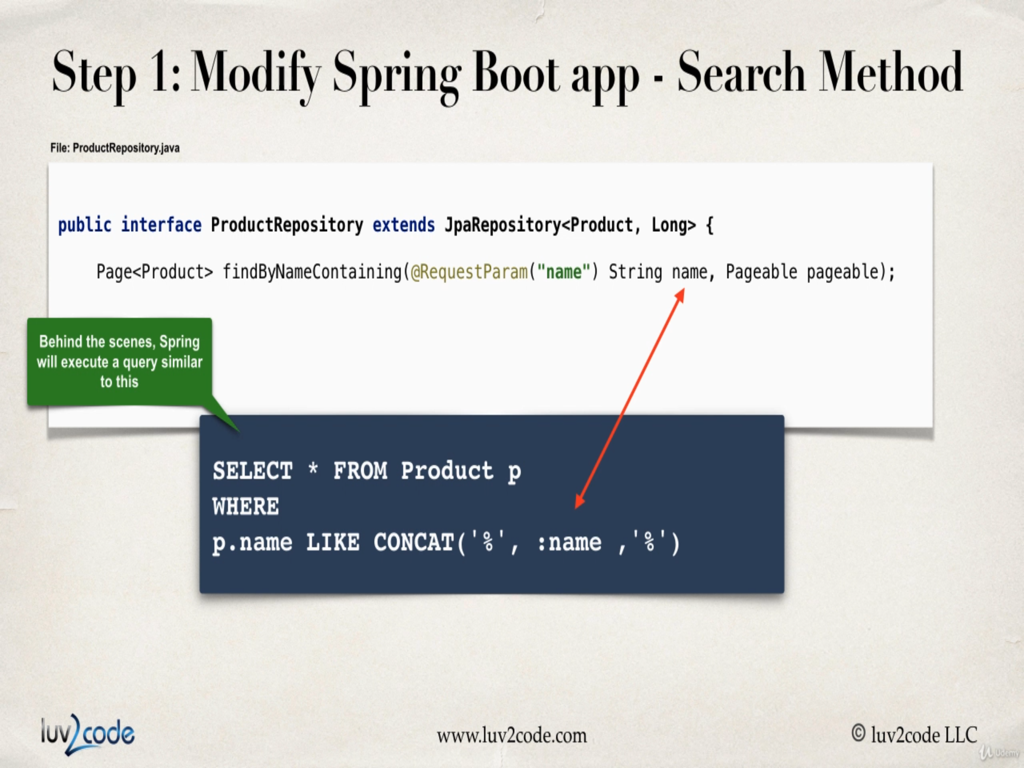 Step 1: Modify Spring Boot app - Search Method
File: ProductRepository.java
public interface ProductRepository extends JpaRepository<Product, Long> {
Page<Product> findByNameContaining(@RequestParam("name") String name, Pageable pageable);
Behind the scenes, Spring
will execute a query similar
to this
SELECT * FROM Product p
WHERE
p.name LIKE CONCAT('%', :name ,'%')
luv2code
www.luv2code.com
© luv2code LLC
Udemy